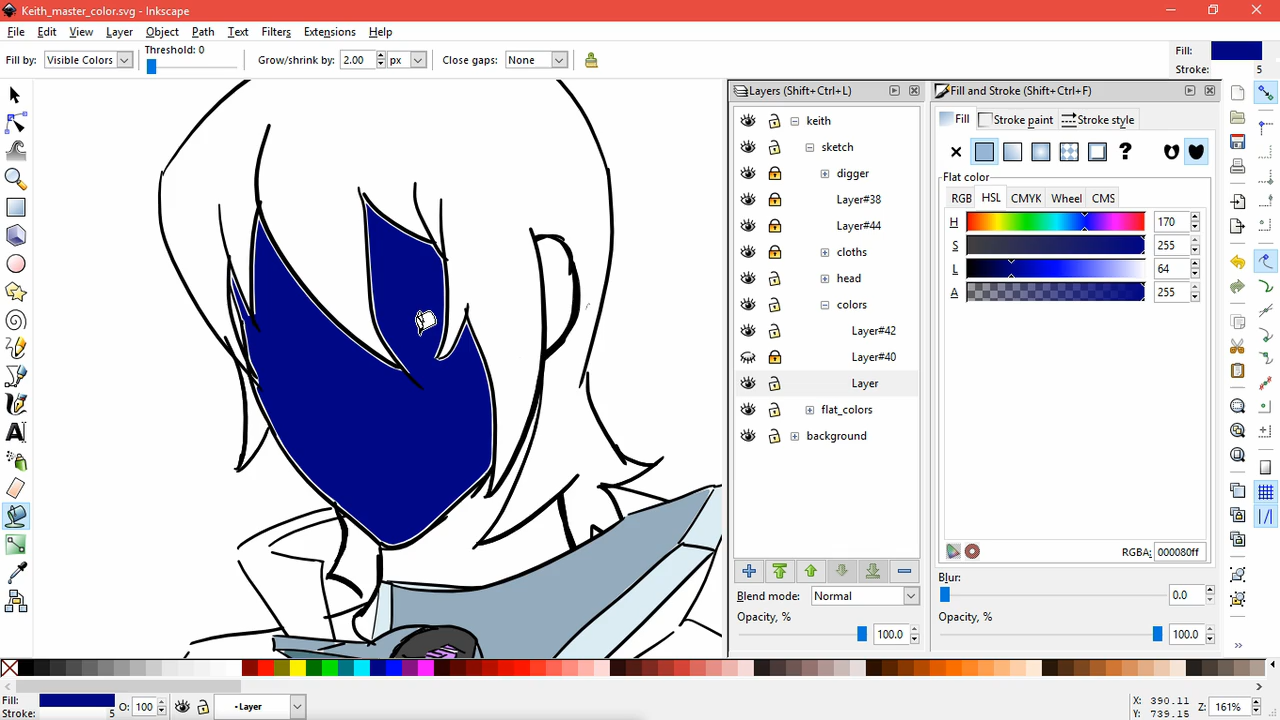 Keith_master_color.svg - Inkscape
File Edit View Layer Object Path Text Filters Extensions Help
Fill by: Visible Colors Threshold: 0 Grow/shrink by: 2.00 px Close gaps: None
Fill:
Stroke: 5
Layers (Shift+Ctrl+L)
keith
sketch
digger
Layer#38
Layer#44
cloths
head
colors
Layer#42
Layer#40
Layer
flat_colors
background
Blend mode: Normal
Opacity, % 100.0
Fill and Stroke (Shift+Ctrl+F)
Fill Stroke paint Stroke style
Flat color
RGB HSL CMYK Wheel CMS
H 170
S 255
L 64
A 255
RGBA: 000080ff
Blur:
0.0
Opacity, %
100.0
Fill:
Stroke: 5
O: 100
-Layer
X: 390.11
Y: 739.15
Z: 161%